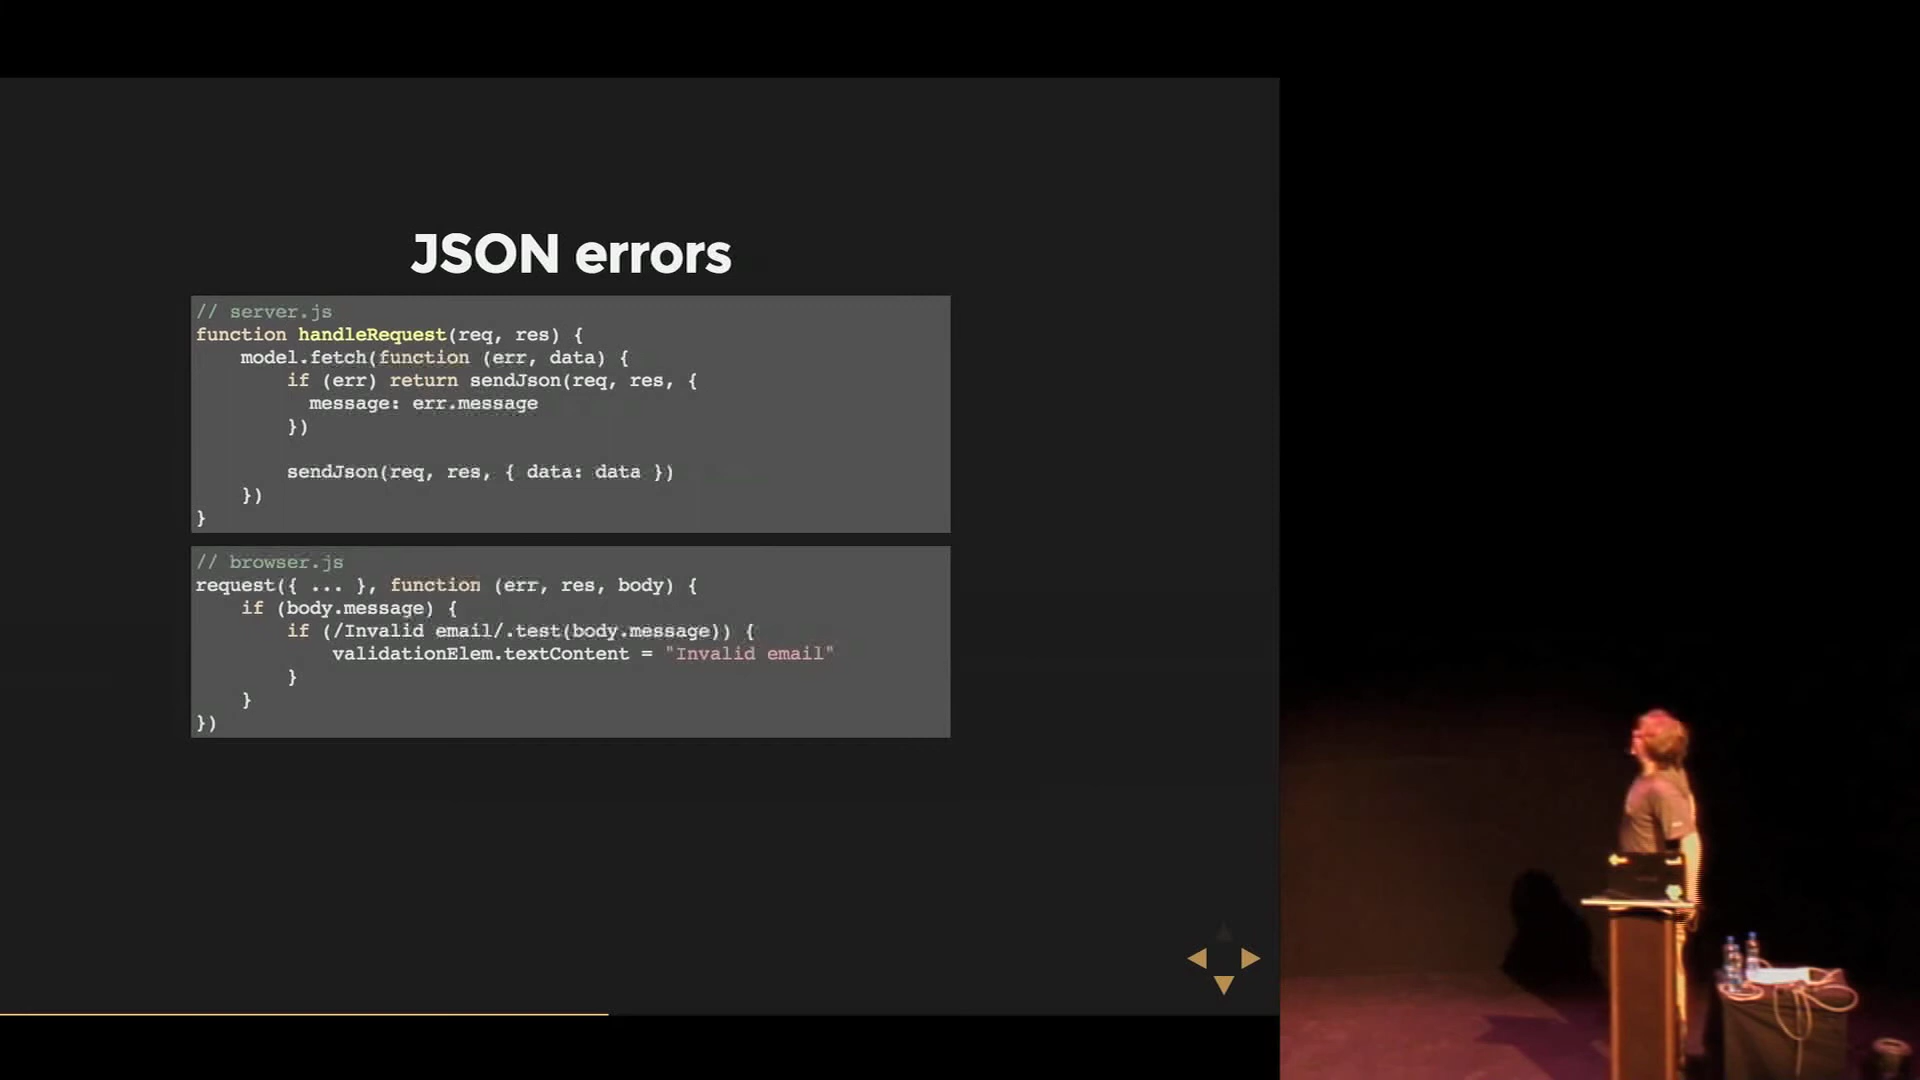 JSON errors
// server.js
function handleRequest(req, res) {
    model.fetch(function (err, data) {
        if (err) return sendJson(req, res, {
          message: err.message
        })

        sendJson(req, res, { data: data })
    })
}
// browser.js
request({ ... }, function (err, res, body) {
    if (body.message) {
        if (/Invalid email/.test(body.message)) {
            validationElem.textContent = "Invalid email"
        }
    }
})